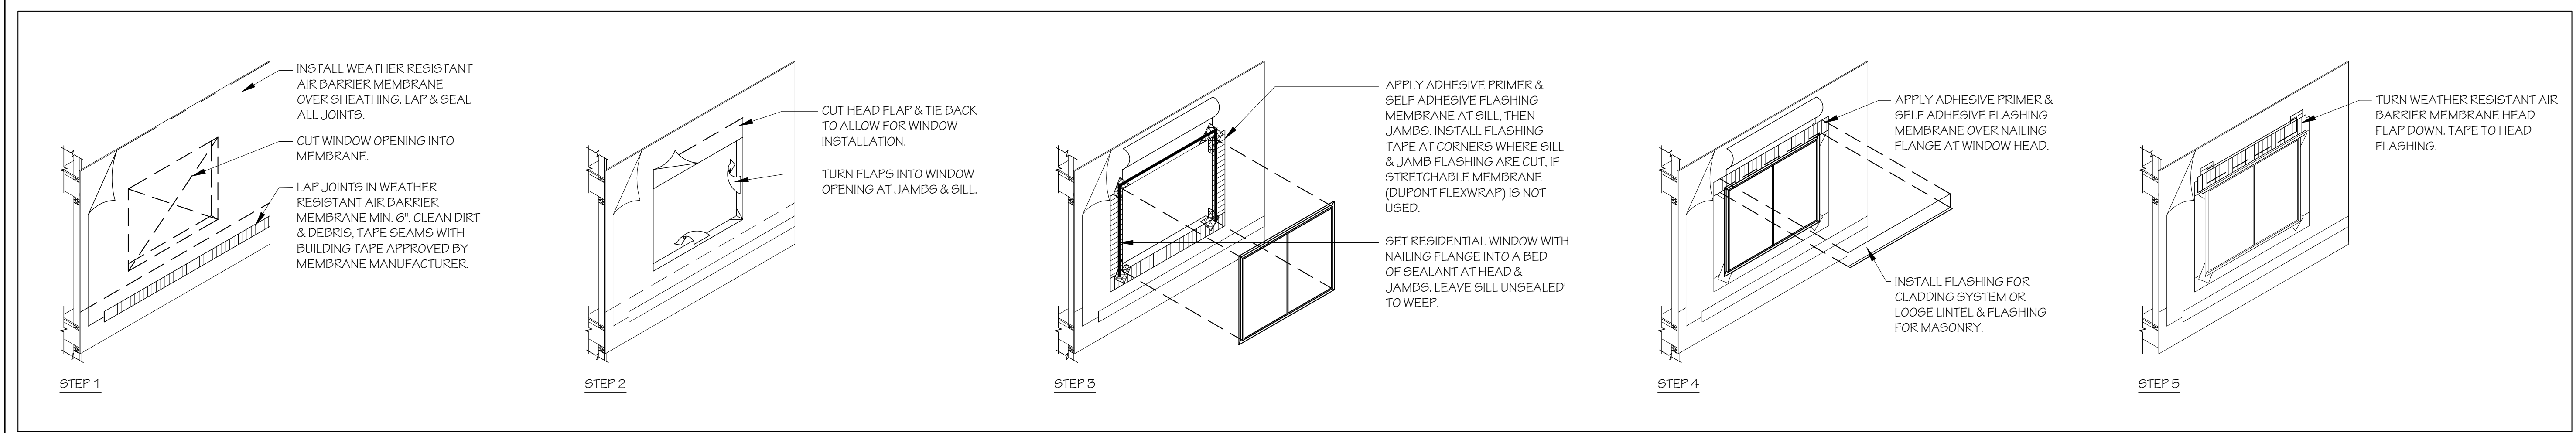 INSTALL WEATHER RESISTANT
AIR BARRIER MEMBRANE
OVER SHEATHING. LAP & SEAL
ALL JOINTS.
CUT WINDOW OPENING INTO
MEMBRANE.
LAP JOINTS IN WEATHER
RESISTANT AIR BARRIER
MEMBRANE MIN. 6". CLEAN DIRT
& DEBRIS, TAPE SEAMS WITH
BUILDING TAPE APPROVED BY
MEMBRANE MANUFACTURER.
STEP 1
CUT HEAD FLAP & TIE BACK
TO ALLOW FOR WINDOW
INSTALLATION.
TURN FLAPS INTO WINDOW
OPENING AT JAMBS & SILL.
STEP 2
APPLY ADHESIVE PRIMER &
SELF ADHESIVE FLASHING
MEMBRANE AT SILL, THEN
JAMBS. INSTALL FLASHING
TAPE AT CORNERS WHERE SILL
& JAMB FLASHING ARE CUT, IF
STRETCHABLE MEMBRANE
(DUPONT FLEXWRAP) IS NOT
USED.
SET RESIDENTIAL WINDOW WITH
NAILING FLANGE INTO A BED
OF SEALANT AT HEAD &
JAMBS. LEAVE SILL UNSEALED'
TO WEEP.
STEP 3
APPLY ADHESIVE PRIMER &
SELF ADHESIVE FLASHING
MEMBRANE OVER NAILING
FLANGE AT WINDOW HEAD.
INSTALL FLASHING FOR
CLADDING SYSTEM OR
LOOSE LINTEL & FLASHING
FOR MASONRY.
STEP 4
TURN WEATHER RESISTANT AIR
BARRIER MEMBRANE HEAD
FLAP DOWN. TAPE TO HEAD
FLASHING.
STEP 5